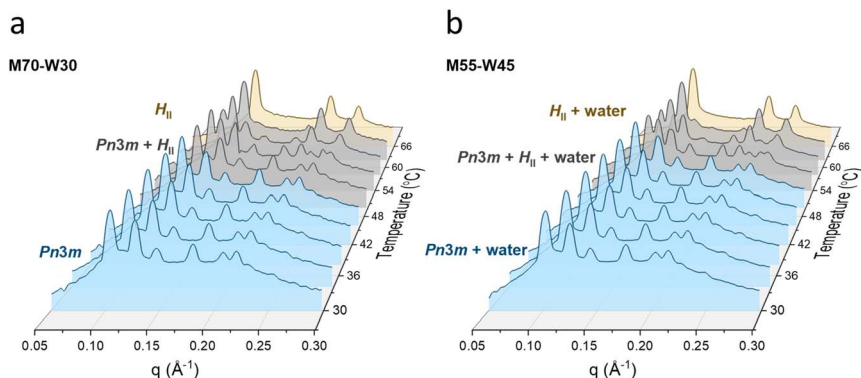 a
M70-W30
H_II
Pn3m + H_II
Pn3m
66
60
54
48
42
36
30
Temperature (°C)
0.05 0.10 0.15 0.20 0.25 0.30
q (Å⁻¹)
b
M55-W45
H_II + water
Pn3m + H_II + water
Pn3m + water
66
60
54
48
42
36
30
Temperature (°C)
0.05 0.10 0.15 0.20 0.25 0.30
q (Å⁻¹)